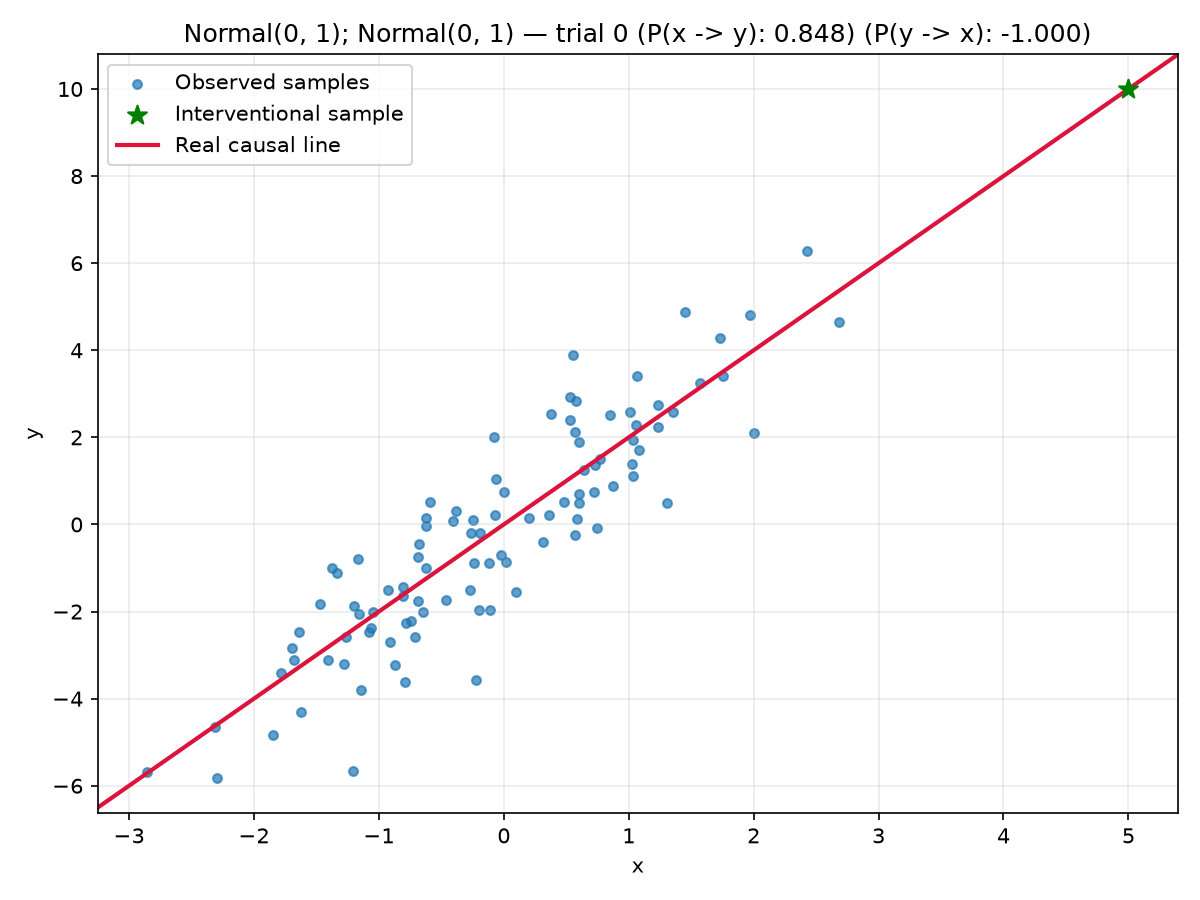 Normal(0, 1); Normal(0, 1) — trial 0 (P(x -> y): 0.848) (P(y -> x): -1.000)
Observed samples
Interventional sample
Real causal line
10
8
6
4
2
0
−2
−4
−6
y
−3 −2 −1 0 1 2 3 4 5
x